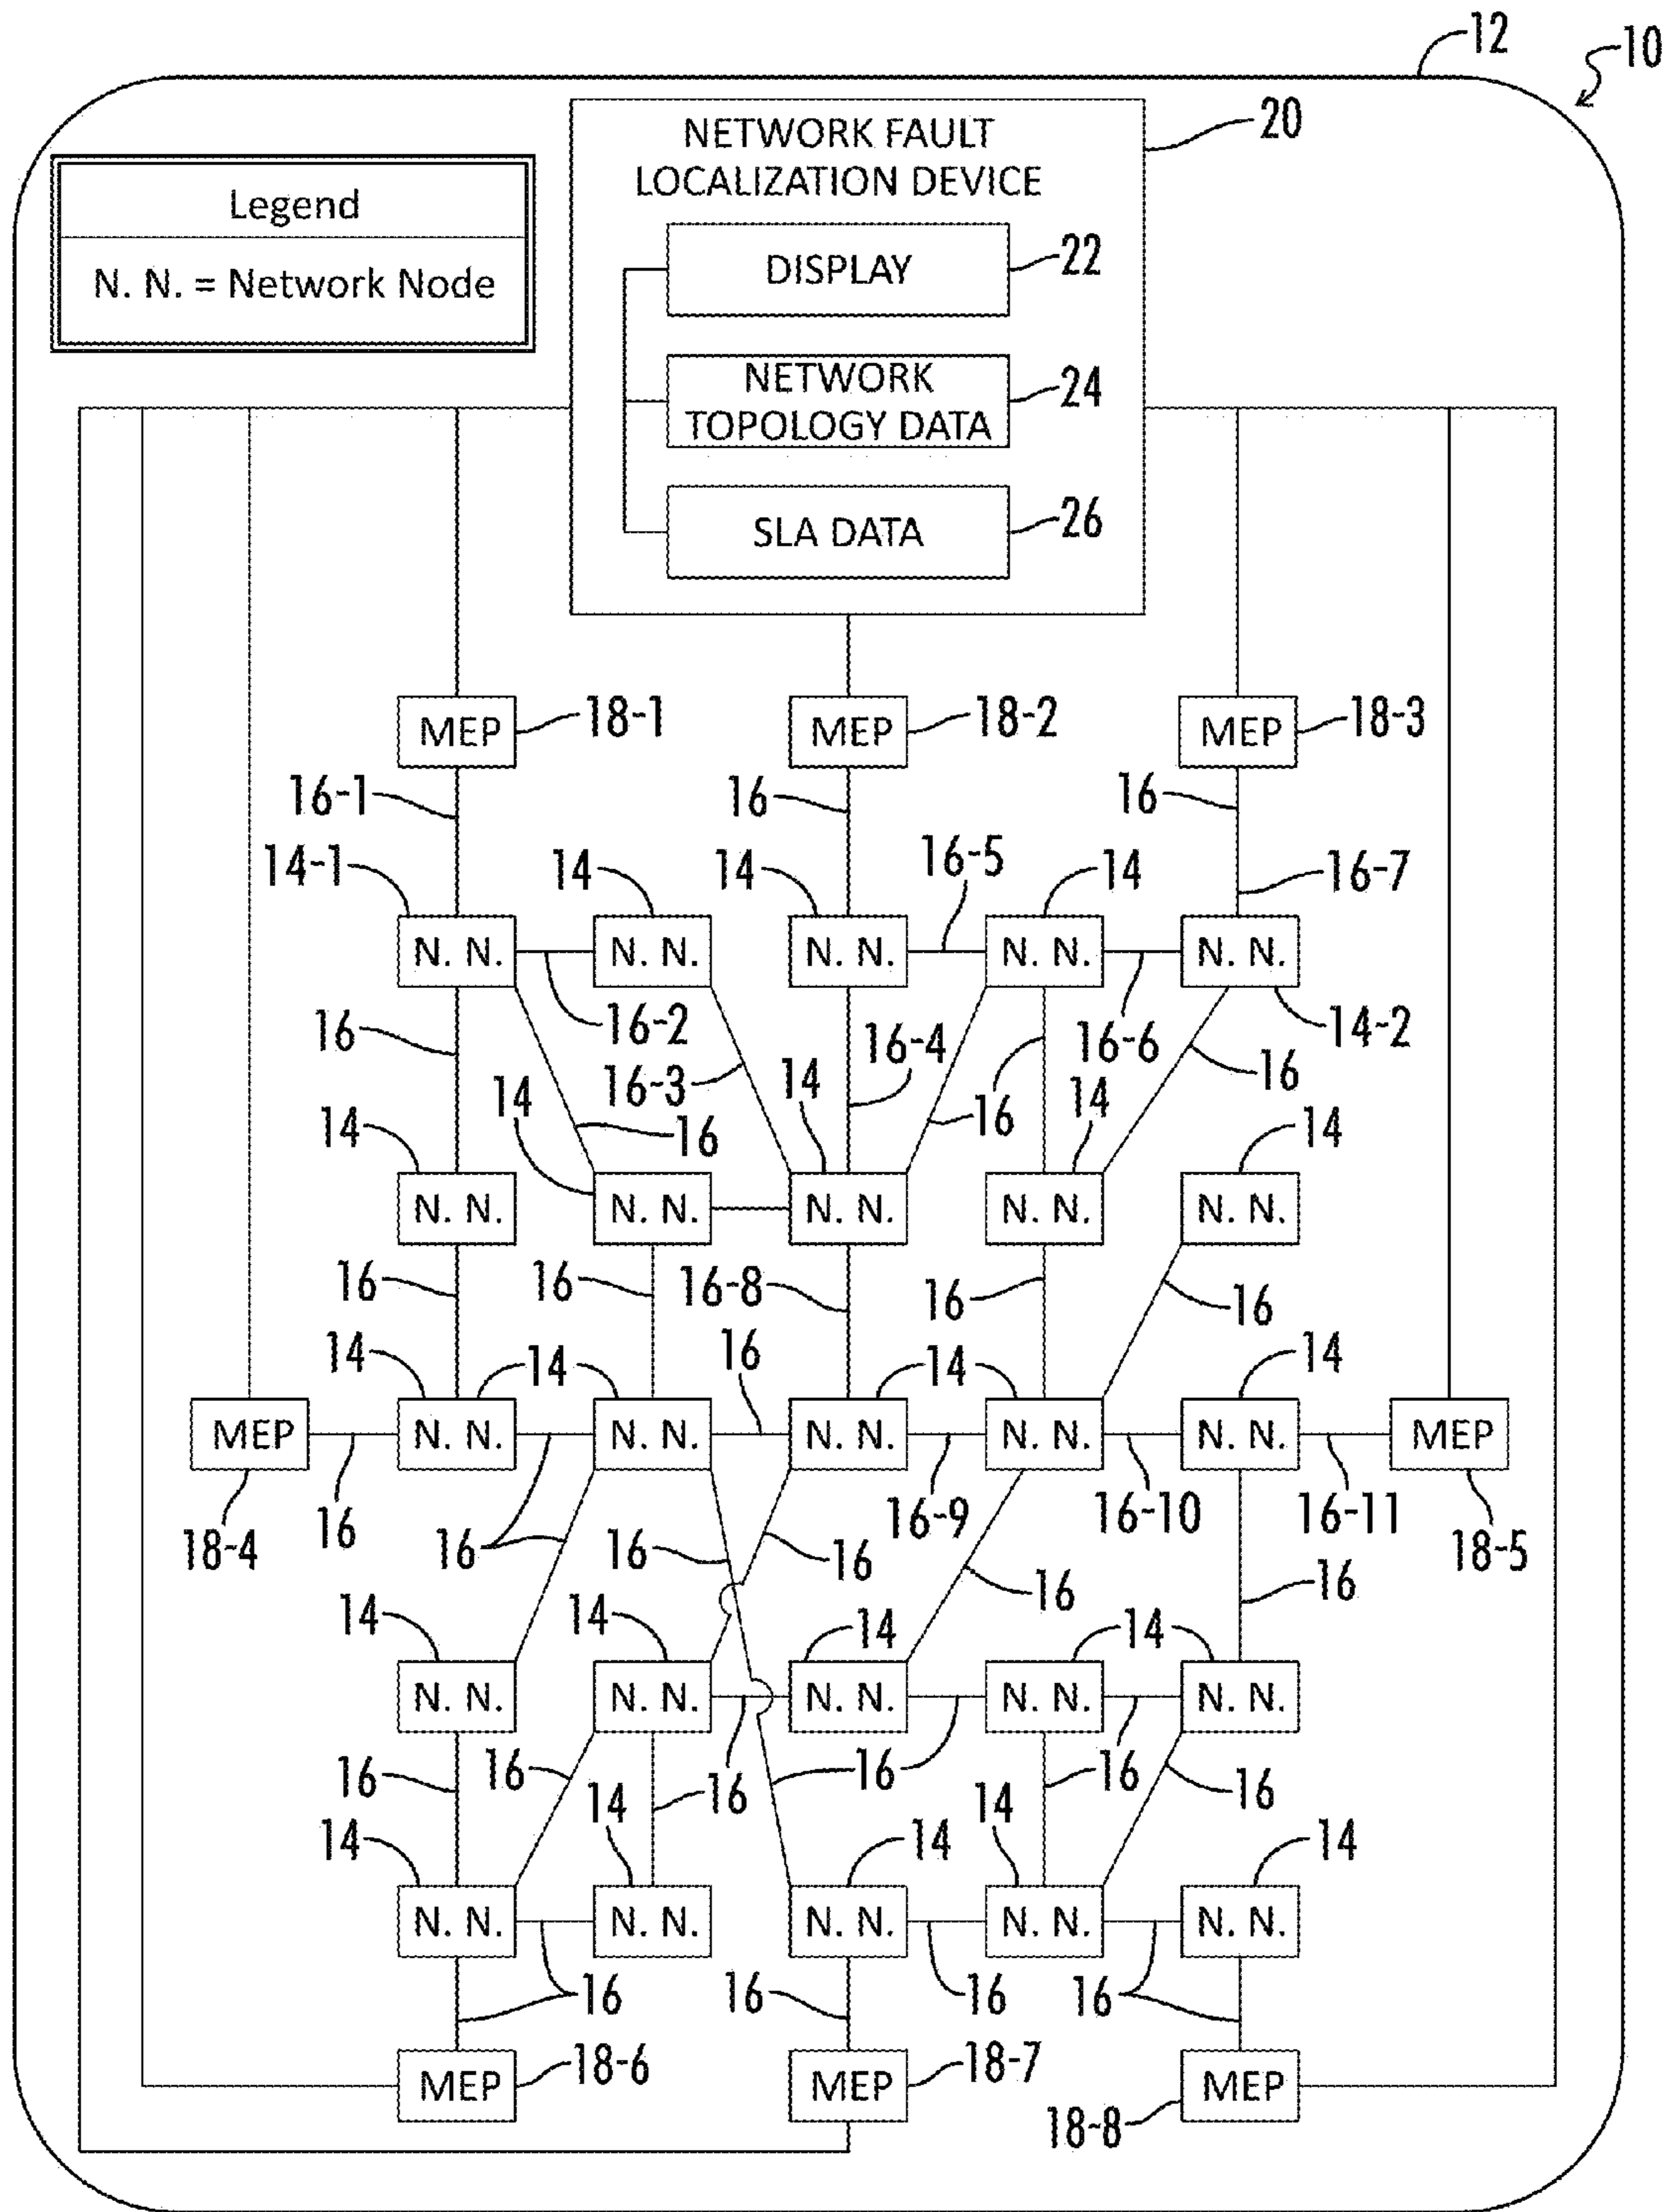 12
10
NETWORK FAULT
LOCALIZATION DEVICE
20
Legend
N. N. = Network Node
DISPLAY
22
NETWORK
TOPOLOGY DATA
24
SLA DATA
26
MEP 18-1 MEP 18-2 MEP 18-3
16-1 16 16
14-1 14 14 16-5 14 16-7
N. N. N. N. N. N. N. N. N. N.
16 16-2 16-4 16-6 14-2
16-3 14 16 14 16
14 14 16 14
N. N. N. N. N. N. N. N. N. N.
16 16 16-8 16 16
14 14 16 14 14
MEP N. N. N. N. N. N. N. N. N. N. MEP
18-4 16 16 16 16 16-9 16-10 16-11 18-5
16 16
14 14 14 14
N. N. N. N. N. N. N. N. N. N.
16 16 16 16 16 16
14 14 14 14 14
N. N. N. N. N. N. N. N. N. N.
16 16 16 16
MEP 18-6 MEP 18-7 MEP
18-8